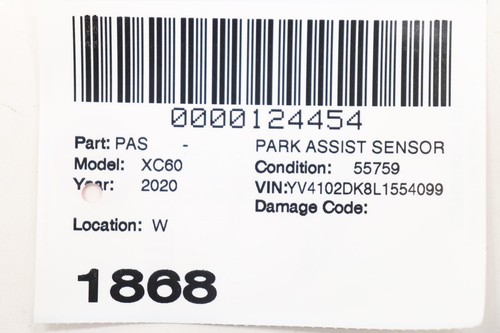 0000124454
Part: PAS - PARK ASSIST SENSOR
Model: XC60 Condition: 55759
Year: 2020 VIN:YV4102DK8L1554099
Damage Code:
Location: W
1868